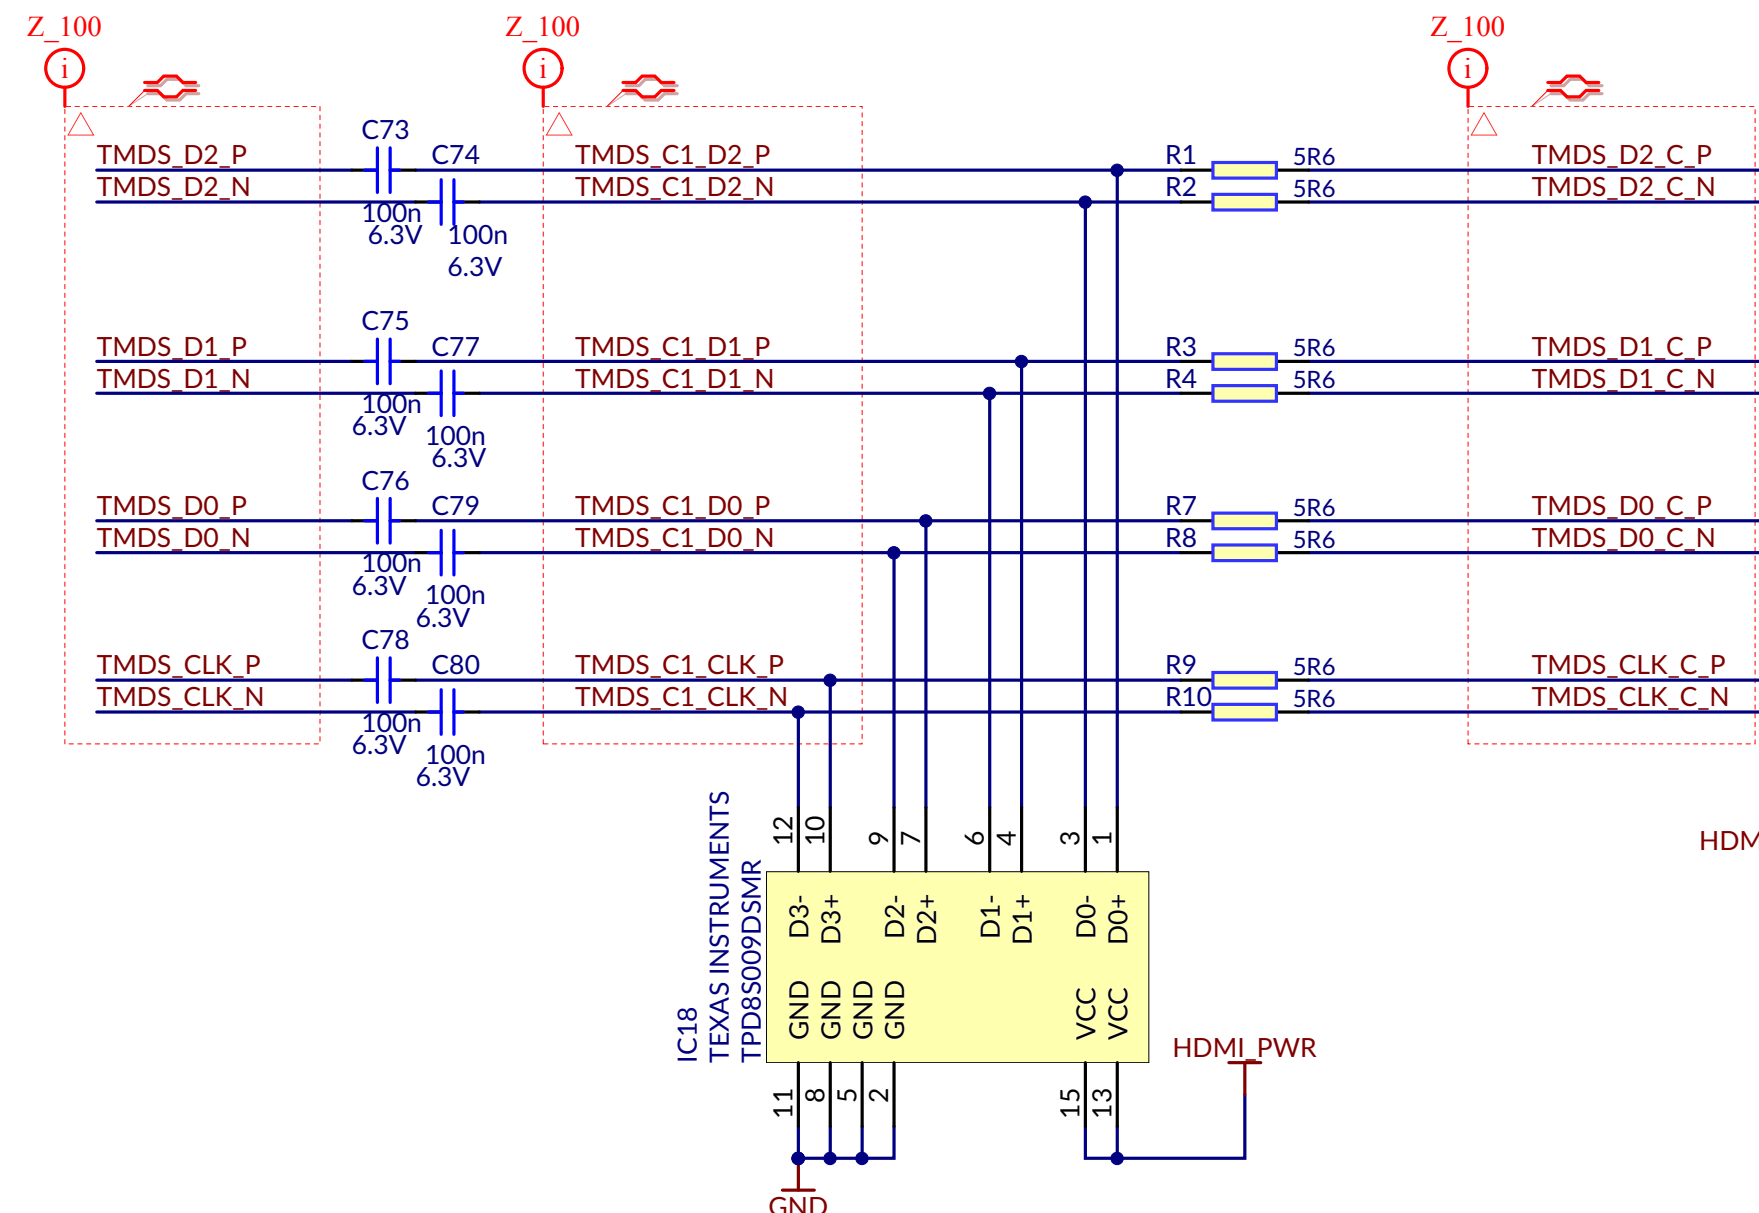 Z_100 Z_100 Z_100
i i i
C73
TMDS_D2_P C74 TMDS_C1_D2_P R1 5R6 TMDS_D2_C_P
TMDS_D2_N TMDS_C1_D2_N R2 5R6 TMDS_D2_C_N
100n
6.3V 100n
6.3V
C75
TMDS_D1_P C77 TMDS_C1_D1_P R3 5R6 TMDS_D1_C_P
TMDS_D1_N TMDS_C1_D1_N R4 5R6 TMDS_D1_C_N
100n
6.3V 100n
6.3V
C76
TMDS_D0_P C79 TMDS_C1_D0_P R7 5R6 TMDS_D0_C_P
TMDS_D0_N TMDS_C1_D0_N R8 5R6 TMDS_D0_C_N
100n
6.3V 100n
6.3V
C78
TMDS_CLK_P C80 TMDS_C1_CLK_P R9 5R6 TMDS_CLK_C_P
TMDS_CLK_N TMDS_C1_CLK_N R10 5R6 TMDS_CLK_C_N
100n
6.3V 100n
6.3V
12 10 9 7 6 4 3 1
HDM
IC18
TEXAS INSTRUMENTS
TPD8S009DSMR
D3- D3+ D2- D2+ D1- D1+ D0- D0+
GND GND GND GND VCC VCC
HDMI_PWR
11 8 5 2 15 13
GND